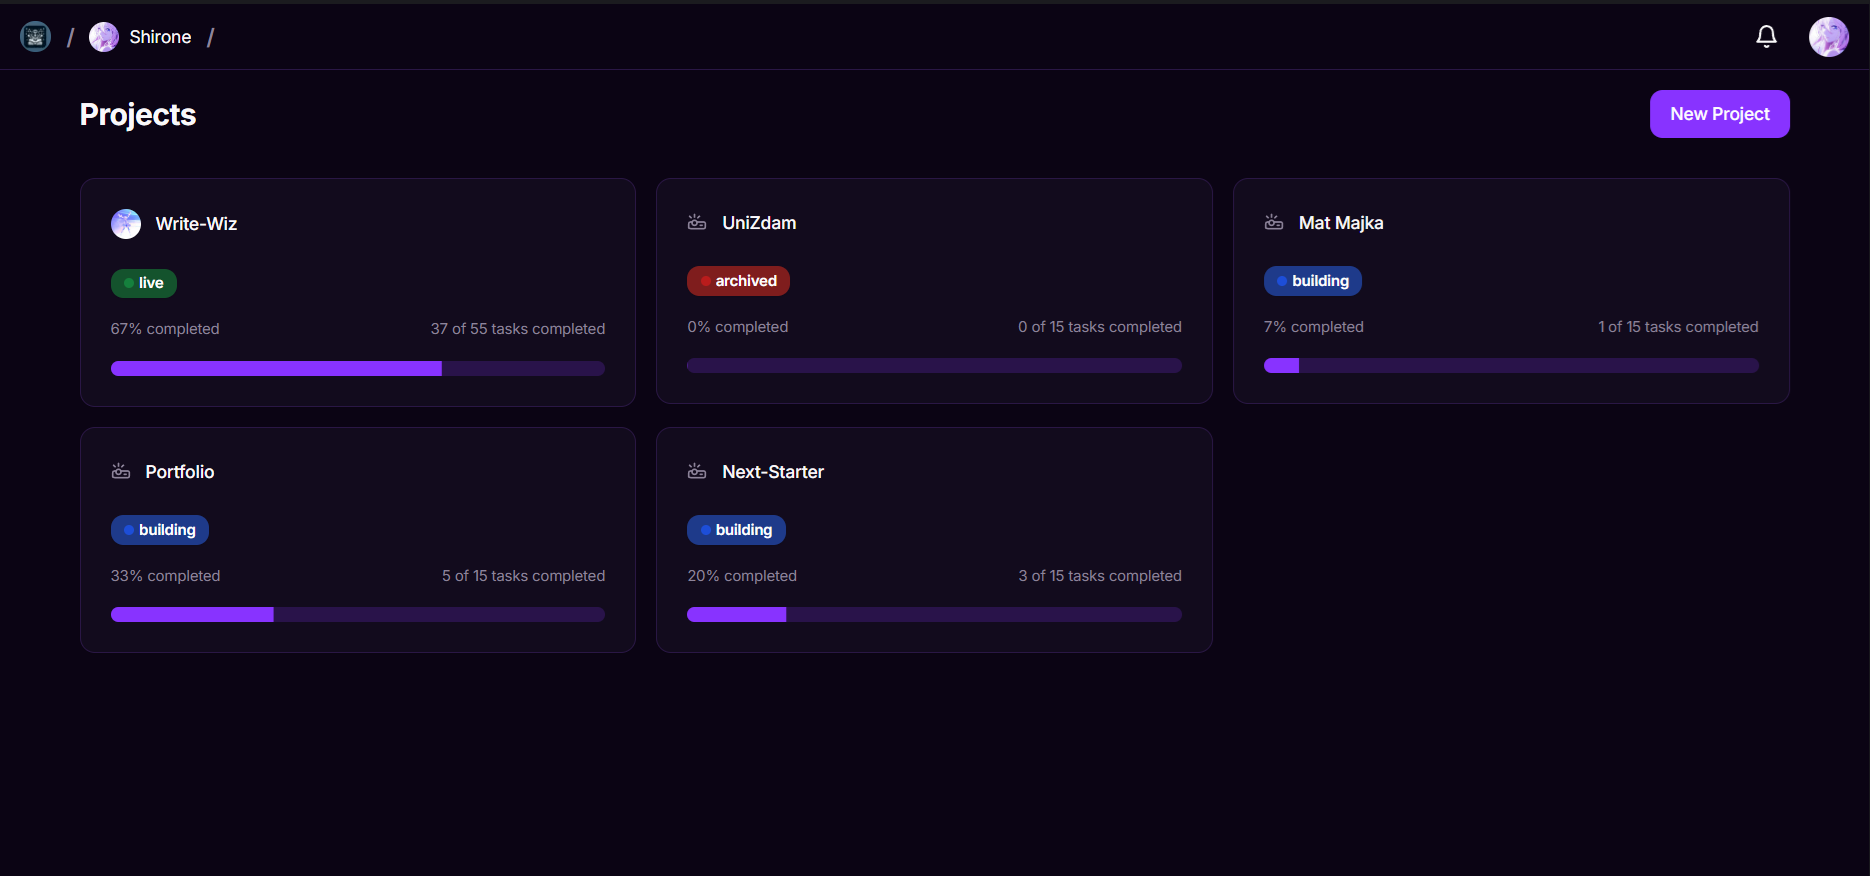 / Shirone /
Projects
New Project
Write-Wiz
live
67% completed 37 of 55 tasks completed
UniZdam
archived
0% completed 0 of 15 tasks completed
Mat Majka
building
7% completed 1 of 15 tasks completed
Portfolio
building
33% completed 5 of 15 tasks completed
Next-Starter
building
20% completed 3 of 15 tasks completed